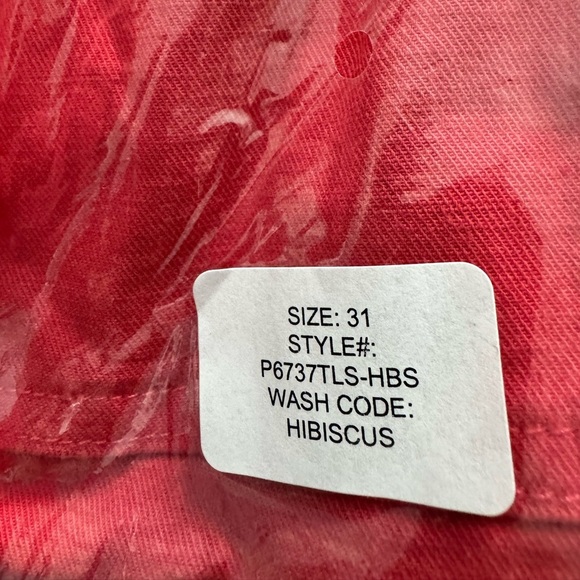 SIZE: 31
STYLE#:
P6737TLS-HBS
WASH CODE:
HIBISCUS